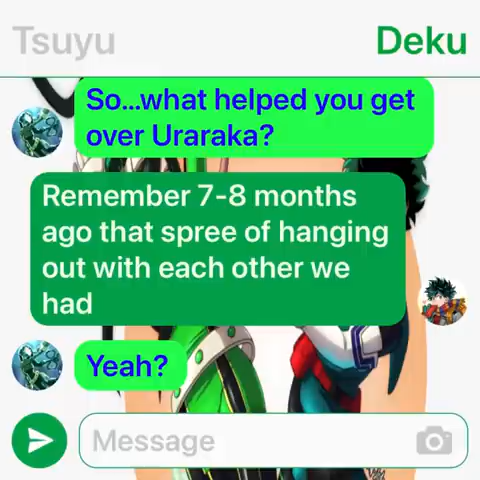 Tsuyu
Deku
So...what helped you get
over Uraraka?
Remember 7-8 months
ago that spree of hanging
out with each other we
had
Yeah?
Message